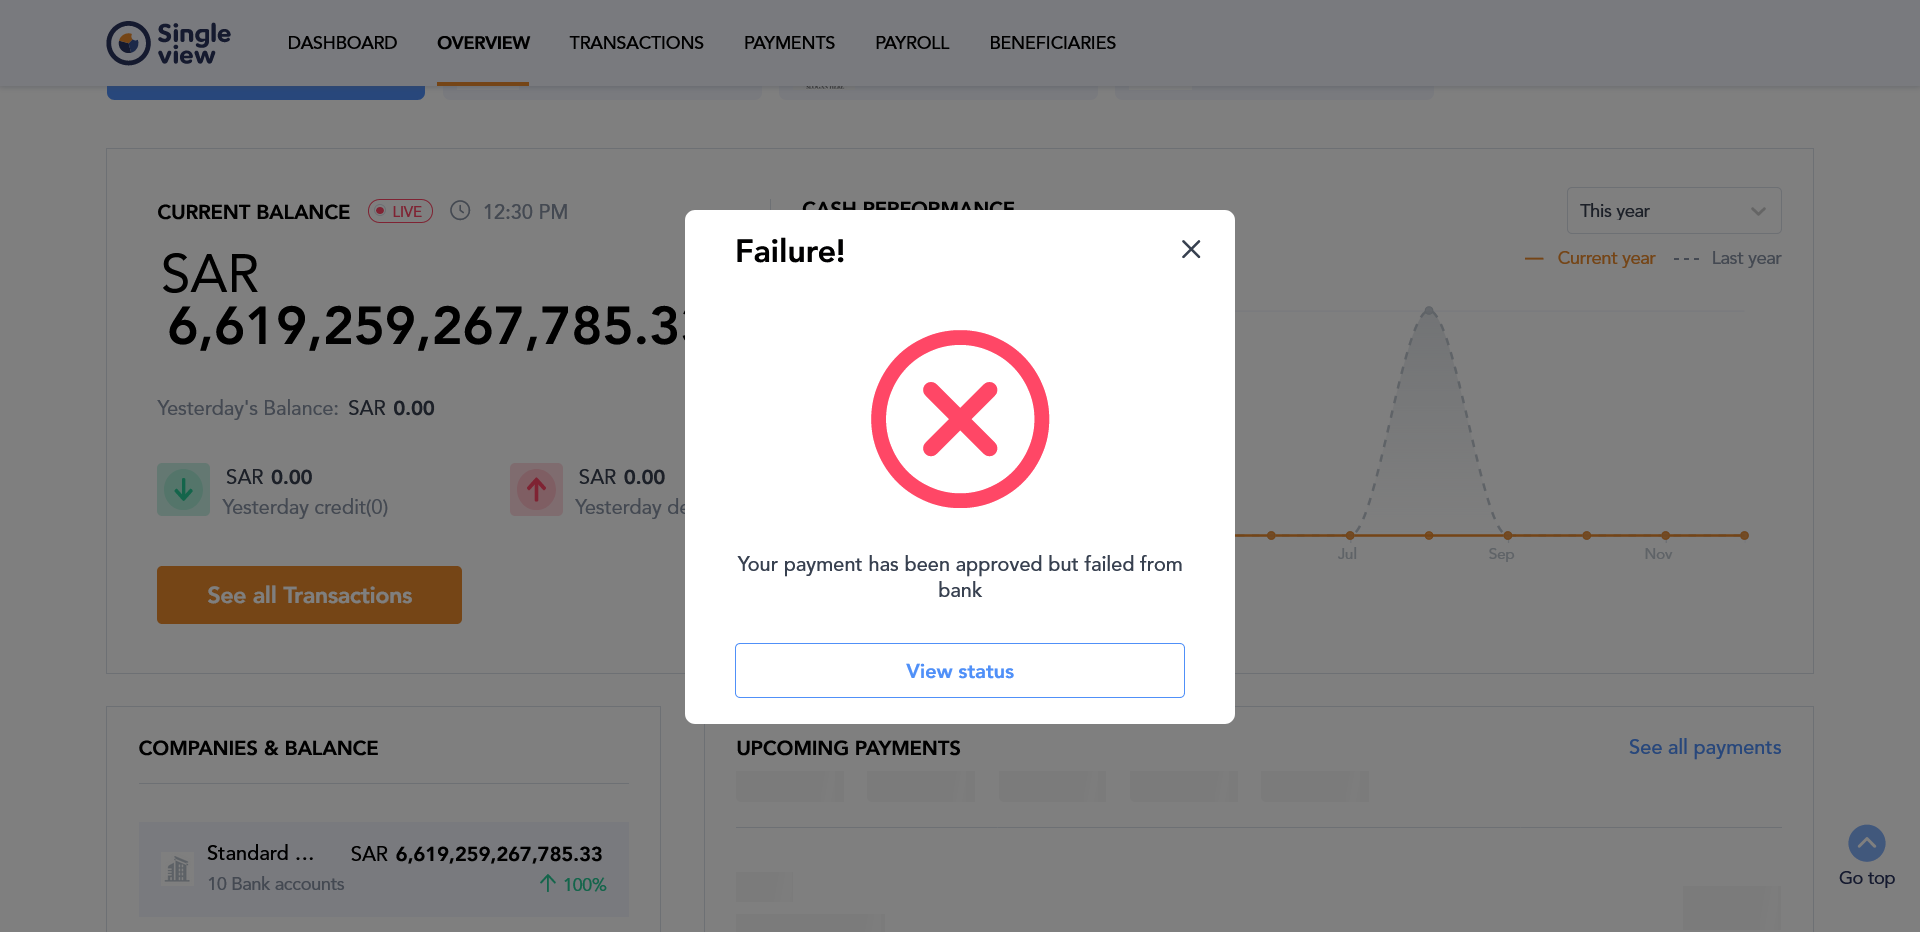 Single
view
DASHBOARD
OVERVIEW
TRANSACTIONS
PAYMENTS
PAYROLL
BENEFICIARIES
CURRENT BALANCE
LIVE
12:30 PM
SAR
6,619,259,267,785.33
Yesterday's Balance: SAR 0.00
SAR 0.00
Yesterday credit(0)
SAR 0.00
Yesterday de
See all Transactions
CASH PERFORMANCE
This year
Current year
Last year
Jul
Sep
Nov
Failure!
Your payment has been approved but failed from
bank
View status
COMPANIES & BALANCE
Standard ...
SAR 6,619,259,267,785.33
10 Bank accounts
100%
UPCOMING PAYMENTS
See all payments
Go top